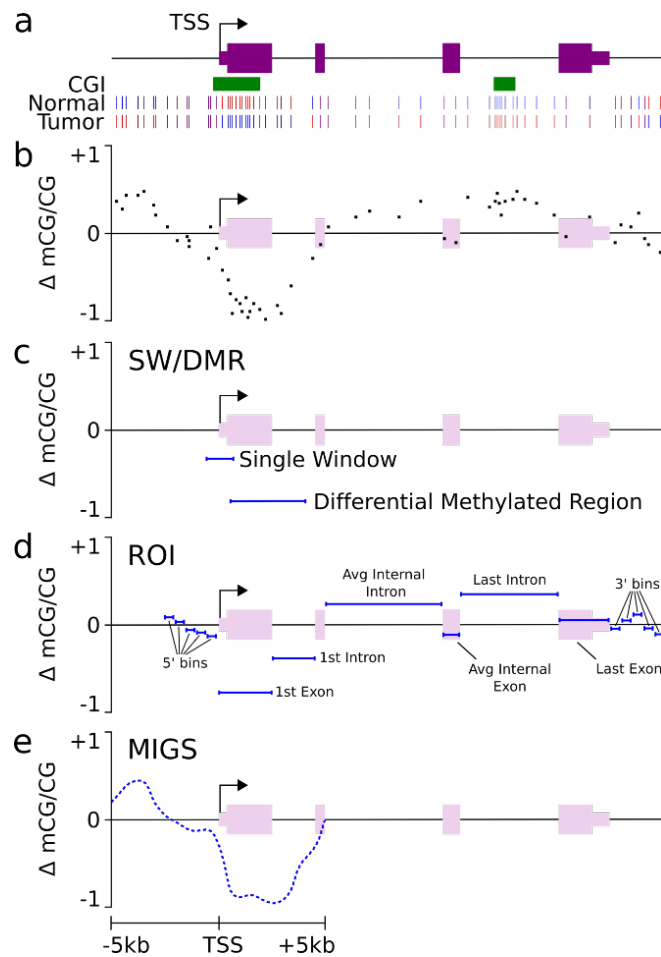 a
TSS
CGI
Normal
Tumor
b
+1
0
-1
Δ mCG/CG
c
SW/DMR
+1
0
-1
Δ mCG/CG
Single Window
Differential Methylated Region
d
ROI
+1
0
-1
Δ mCG/CG
Avg Internal
Intron
Last Intron
3' bins
5' bins
1st Intron
1st Exon
Avg Internal
Exon
Last Exon
e
MIGS
+1
0
-1
Δ mCG/CG
-5kb TSS +5kb